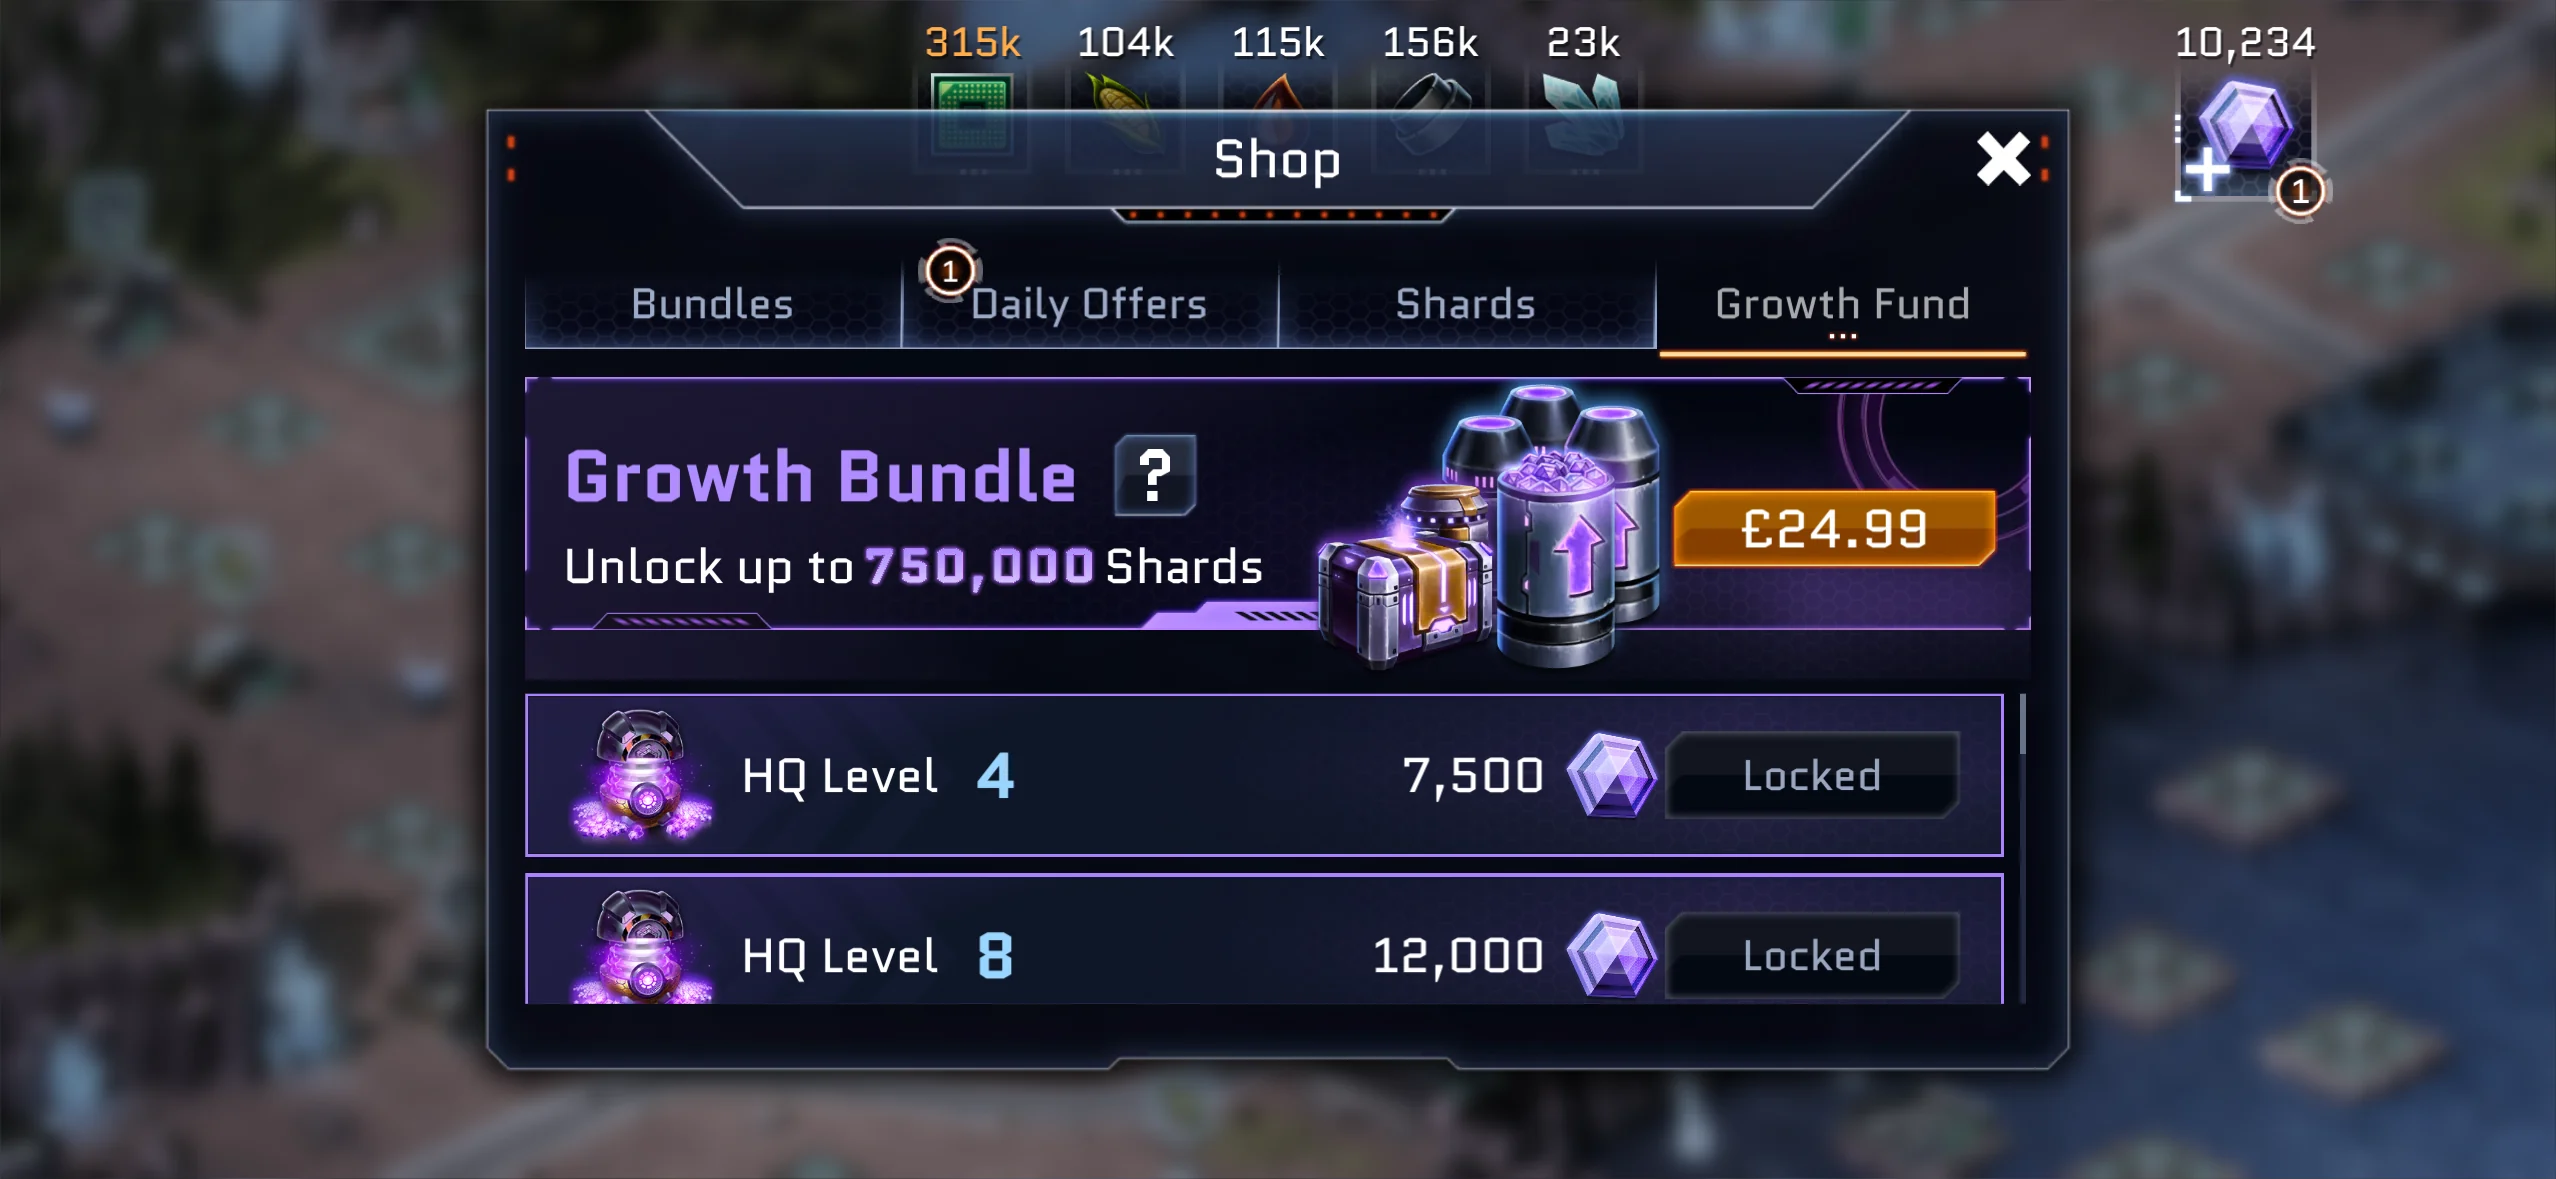 315k 104k 115k 156k 23k 10,234
1
Shop
1
Bundles Daily Offers Shards Growth Fund
Growth Bundle ?
£24.99
Unlock up to 750,000 Shards
HQ Level 4 7,500 Locked
HQ Level 8 12,000 Locked